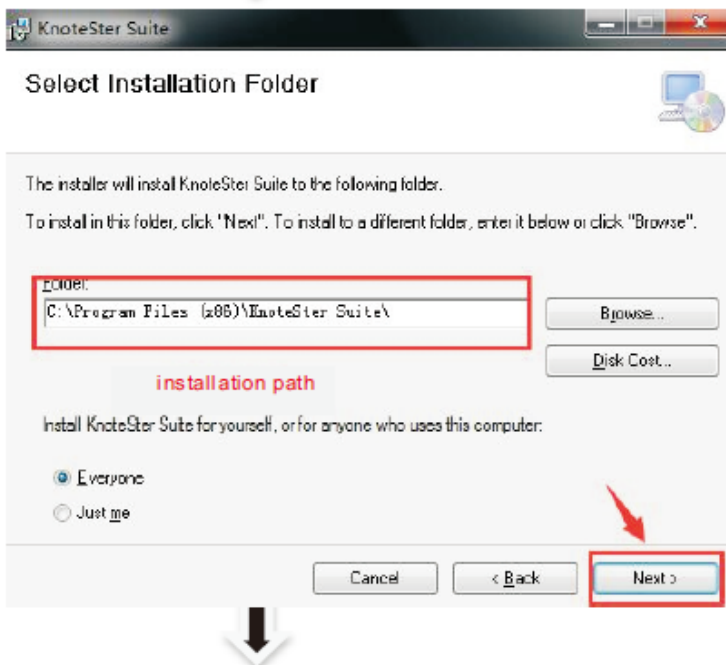 KnoteSter Suite
Select Installation Folder
The installer will install KnoteSter Suite to the following folder.
To install in this folder, click "Next". To install to a different folder, enter it below or click "Browse".
Folder:
C:\Program Files (x86)\KnoteSter Suite\
Browse...
Disk Cost...
installation path
Install KnoteSter Suite for yourself, or for anyone who uses this computer:
Everyone
Just me
Cancel
< Back
Next >